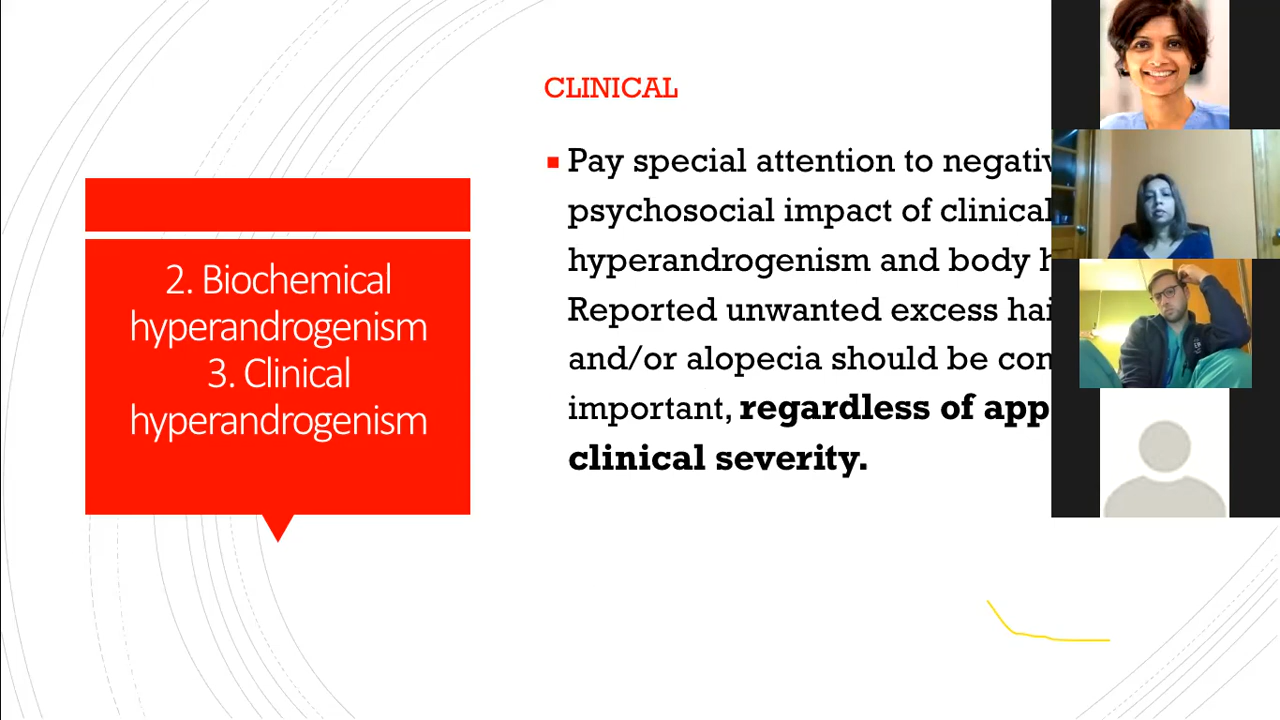 CLINICAL
Pay special attention to
psychosocial impact of clinical
hyperandrogenism and body
Reported unwanted excess
and/or alopecia should be
important, regardless of
clinical severity.
2. Biochemical
hyperandrogenism
3. Clinical
hyperandrogenism